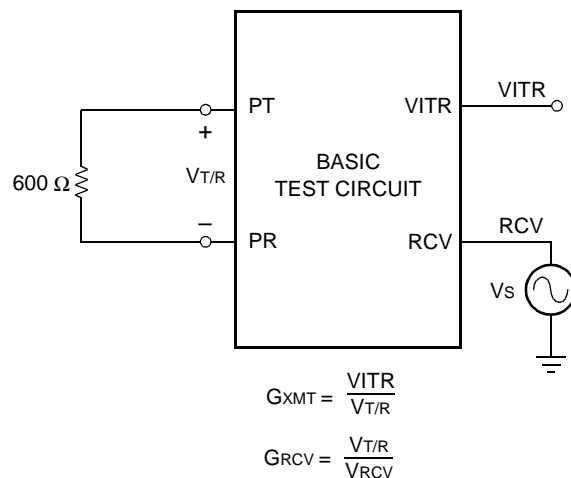 VITR
PT
VITR
+
BASIC
TEST CIRCUIT
600 Ω
VT/R
−
PR
RCV
RCV
VS
GXMT = VITR
VT/R
GRCV = VT/R
VRCV